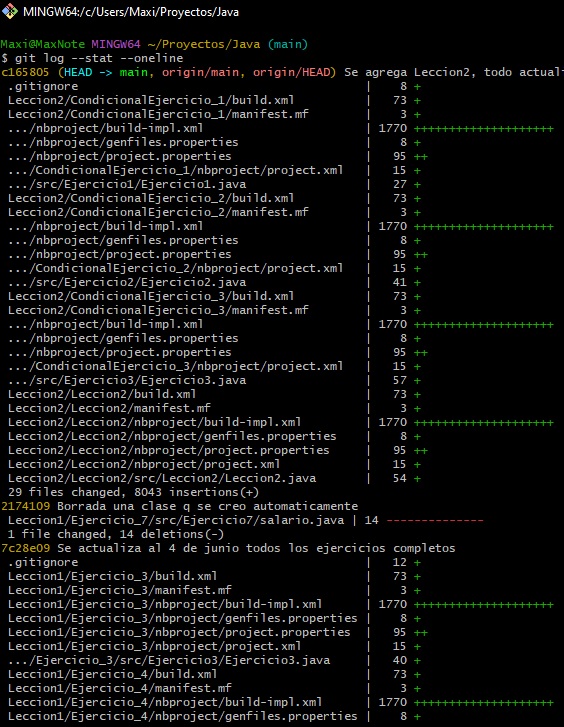 MINGW64:/c/Users/Maxi/Proyectos/Java
Maxi@MaxNote MINGW64 ~/Proyectos/Java (main)
$ git log --stat --oneline
c165805 (HEAD -> main, origin/main, origin/HEAD) Se agrega Leccion2, todo actuali
.gitignore | 8 +
Leccion2/CondicionalEjercicio_1/build.xml | 73 +
Leccion2/CondicionalEjercicio_1/manifest.mf | 3 +
.../nbproject/build-impl.xml | 1770 ++++++++++++++++++++
.../nbproject/genfiles.properties | 8 +
.../nbproject/project.properties | 95 ++
.../CondicionalEjercicio_1/nbproject/project.xml | 15 +
.../src/Ejercicio1/Ejercicio1.java | 27 +
Leccion2/CondicionalEjercicio_2/build.xml | 73 +
Leccion2/CondicionalEjercicio_2/manifest.mf | 3 +
.../nbproject/build-impl.xml | 1770 ++++++++++++++++++++
.../nbproject/genfiles.properties | 8 +
.../nbproject/project.properties | 95 ++
.../CondicionalEjercicio_2/nbproject/project.xml | 15 +
.../src/Ejercicio2/Ejercicio2.java | 41 +
Leccion2/CondicionalEjercicio_3/build.xml | 73 +
Leccion2/CondicionalEjercicio_3/manifest.mf | 3 +
.../nbproject/build-impl.xml | 1770 ++++++++++++++++++++
.../nbproject/genfiles.properties | 8 +
.../nbproject/project.properties | 95 ++
.../CondicionalEjercicio_3/nbproject/project.xml | 15 +
.../src/Ejercicio3/Ejercicio3.java | 57 +
Leccion2/Leccion2/build.xml | 73 +
Leccion2/Leccion2/manifest.mf | 3 +
Leccion2/Leccion2/nbproject/build-impl.xml | 1770 ++++++++++++++++++++
Leccion2/Leccion2/nbproject/genfiles.properties | 8 +
Leccion2/Leccion2/nbproject/project.properties | 95 ++
Leccion2/Leccion2/nbproject/project.xml | 15 +
Leccion2/Leccion2/src/Leccion2/Leccion2.java | 54 +
29 files changed, 8043 insertions(+)
2174109 Borrada una clase q se creo automaticamente
Leccion1/Ejercicio_7/src/Ejercicio7/salario.java | 14 --------------
1 file changed, 14 deletions(-)
7c28e09 Se actualiza al 4 de junio todos los ejercicios completos
.gitignore | 12 +
Leccion1/Ejercicio_3/build.xml | 73 +
Leccion1/Ejercicio_3/manifest.mf | 3 +
Leccion1/Ejercicio_3/nbproject/build-impl.xml | 1770 ++++++++++++++++++++
Leccion1/Ejercicio_3/nbproject/genfiles.properties | 8 +
Leccion1/Ejercicio_3/nbproject/project.properties | 95 ++
Leccion1/Ejercicio_3/nbproject/project.xml | 15 +
.../Ejercicio_3/src/Ejercicio3/Ejercicio3.java | 40 +
Leccion1/Ejercicio_4/build.xml | 73 +
Leccion1/Ejercicio_4/manifest.mf | 3 +
Leccion1/Ejercicio_4/nbproject/build-impl.xml | 1770 ++++++++++++++++++++
Leccion1/Ejercicio_4/nbproject/genfiles.properties | 8 +